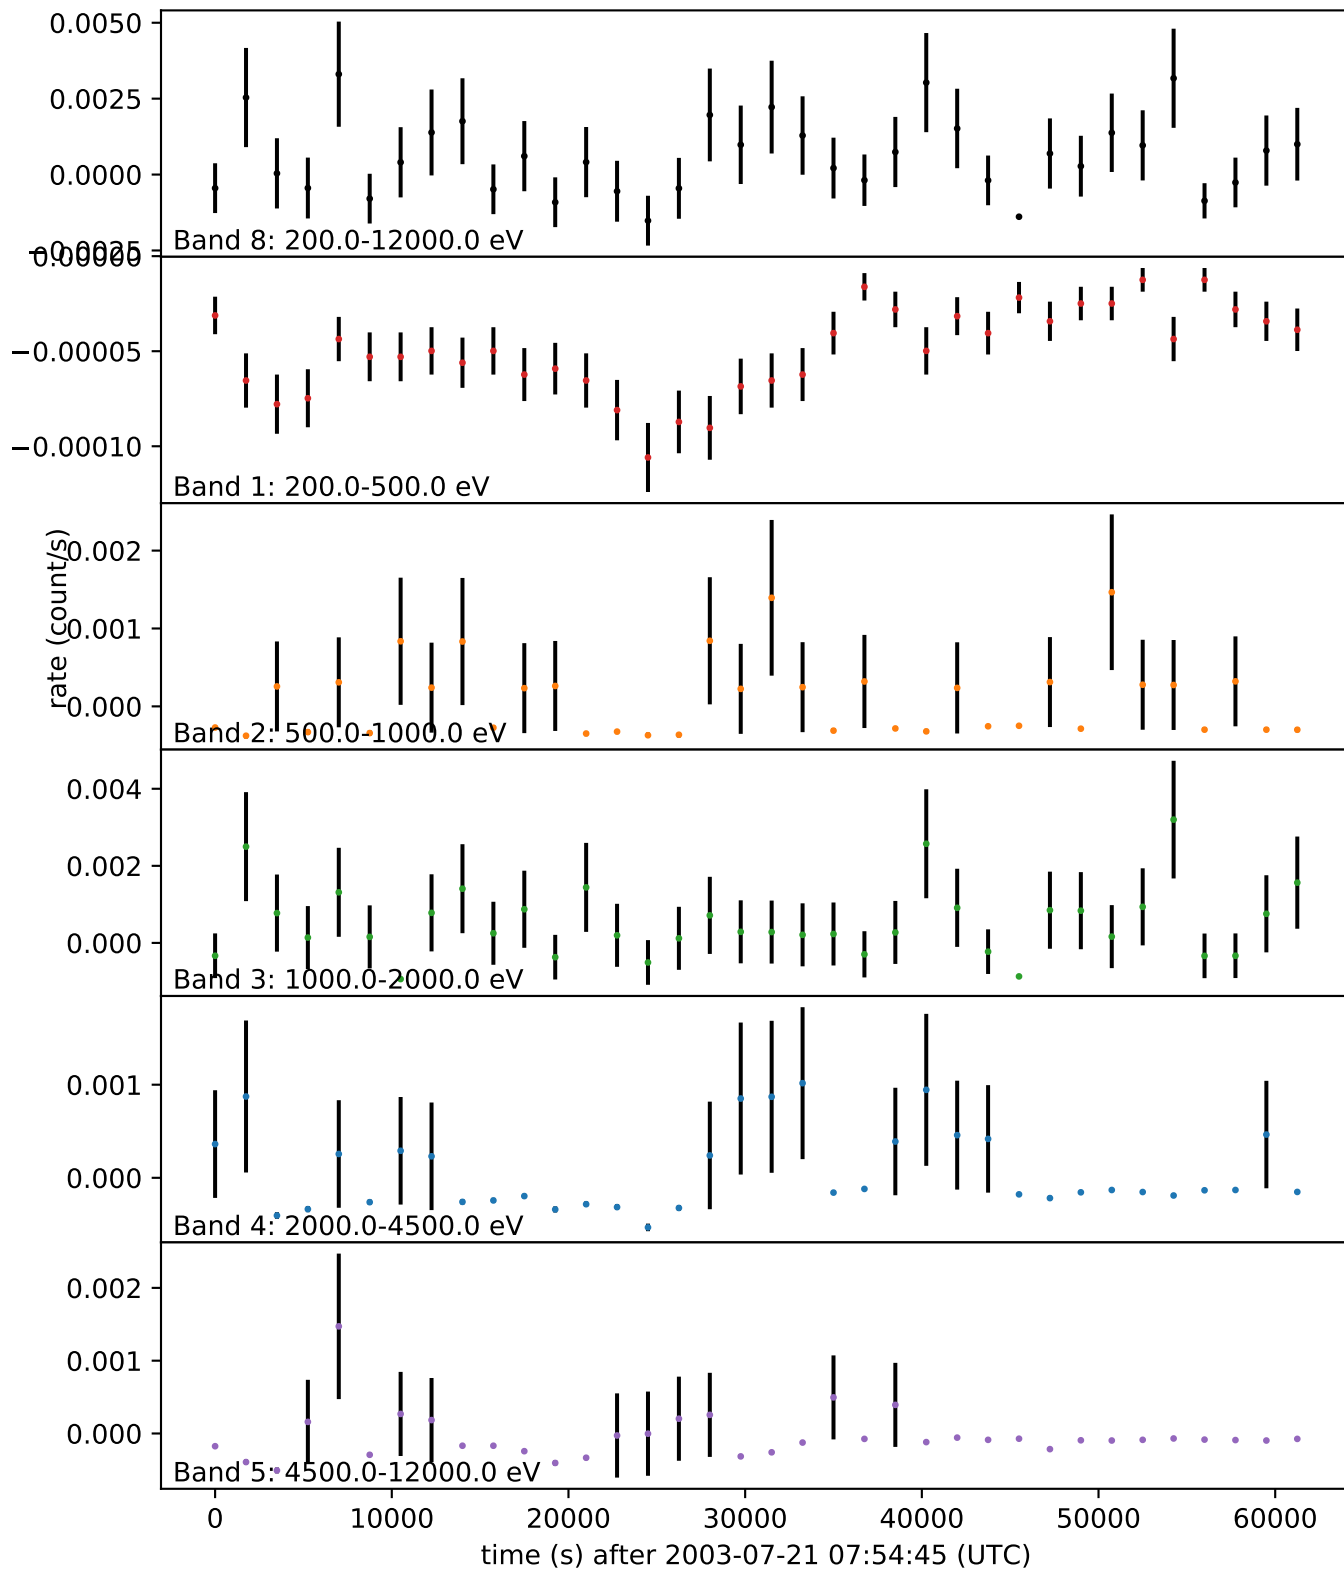 0.0050
0.0025
0.0000
−0.0025
Band 8: 200.0-12000.0 eV
0.00000
−0.00005
−0.00010
Band 1: 200.0-500.0 eV
rate (count/s)
0.002
0.001
0.000
Band 2: 500.0-1000.0 eV
0.004
0.002
0.000
Band 3: 1000.0-2000.0 eV
0.001
0.000
Band 4: 2000.0-4500.0 eV
0.002
0.001
0.000
Band 5: 4500.0-12000.0 eV
0 10000 20000 30000 40000 50000 60000
time (s) after 2003-07-21 07:54:45 (UTC)